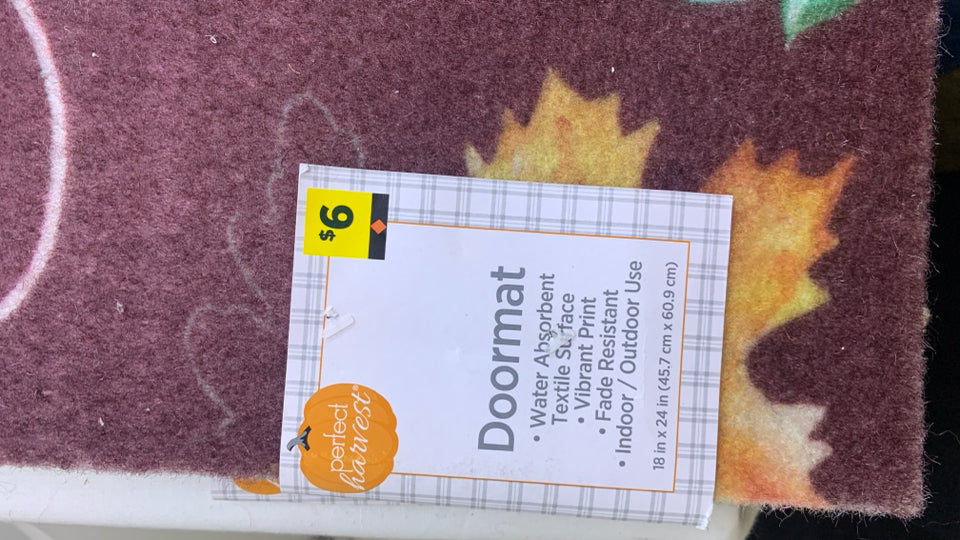 $6
perfect
harvest®
Doormat
• Water Absorbent
Textile Surface
• Vibrant Print
• Fade Resistant
• Indoor / Outdoor Use
18 in x 24 in (45.7 cm x 60.9 cm)